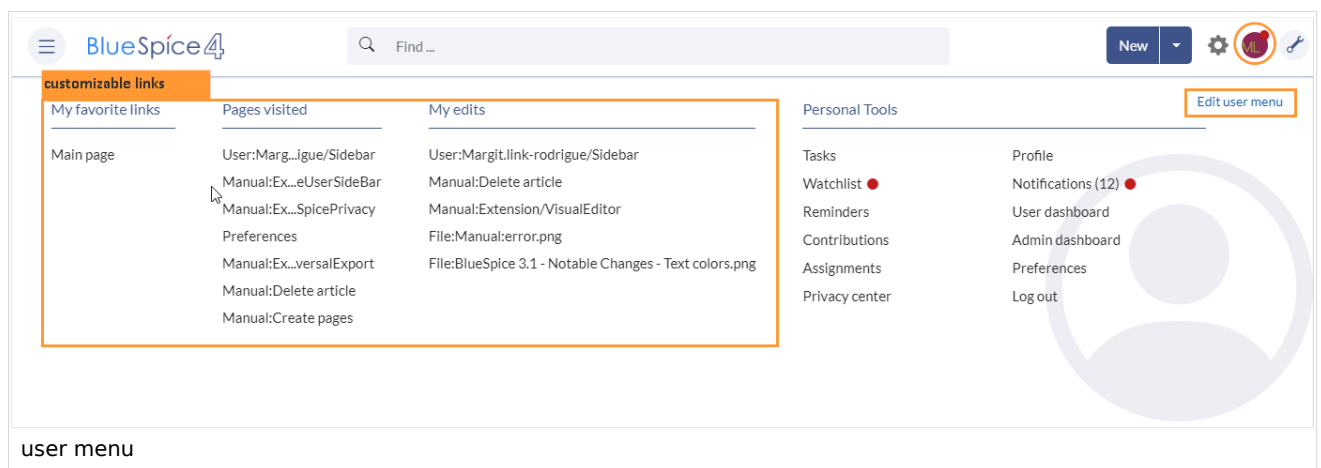 BlueSpice 4
Find ...
New
ML
customizable links
My favorite links
Main page
Pages visited
User:Marg...igue/Sidebar
Manual:Ex...eUserSideBar
Manual:Ex...SpicePrivacy
Preferences
Manual:Ex...versalExport
Manual:Delete article
Manual:Create pages
My edits
User:Margit.link-rodrigue/Sidebar
Manual:Delete article
Manual:Extension/VisualEditor
File:Manual:error.png
File:BlueSpice 3.1 - Notable Changes - Text colors.png
Personal Tools
Edit user menu
Tasks
Watchlist
Reminders
Contributions
Assignments
Privacy center
Profile
Notifications (12)
User dashboard
Admin dashboard
Preferences
Log out
user menu